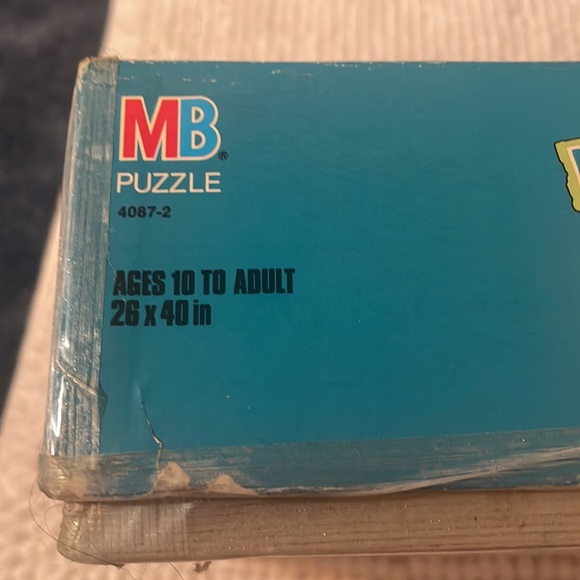 MB®
PUZZLE
4087-2
AGES 10 TO ADULT
26 x 40 in